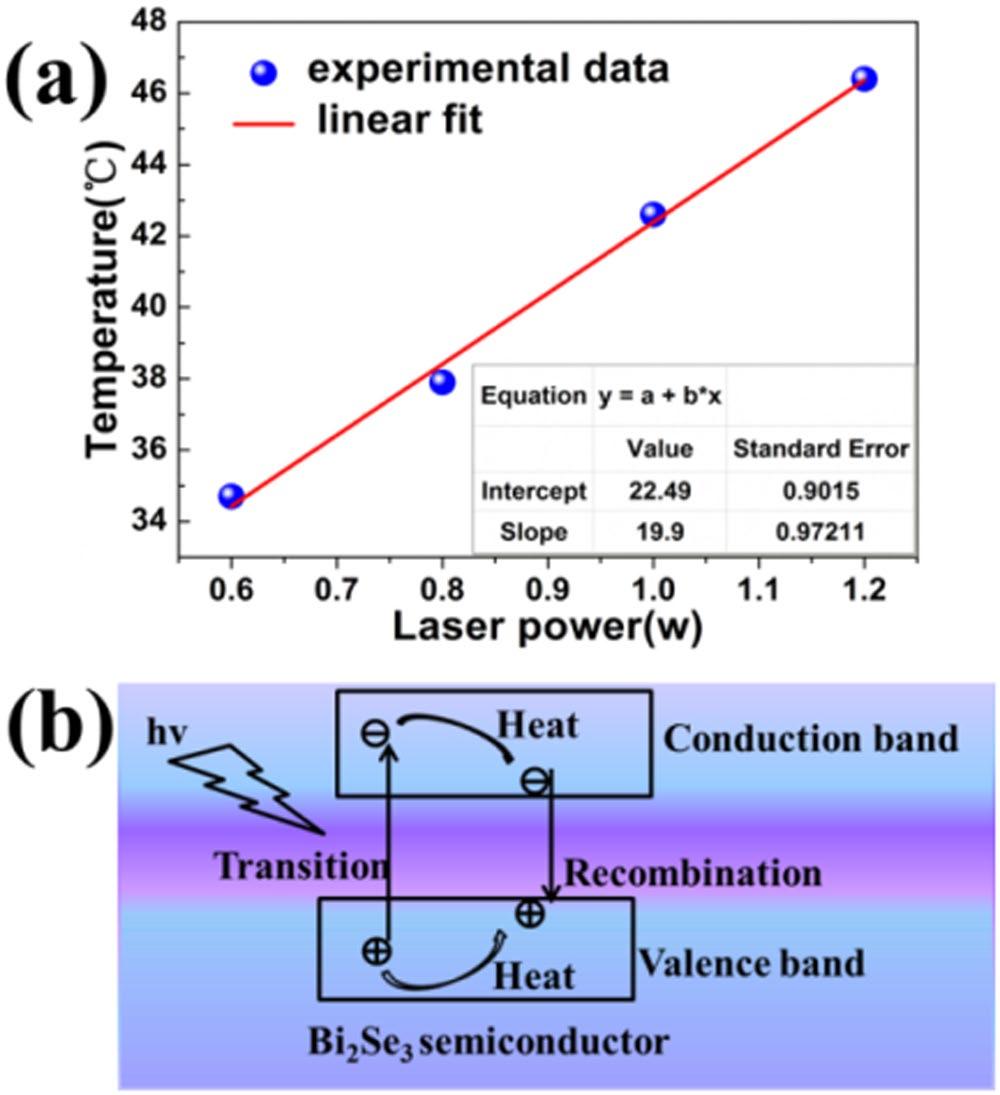 (a)
48
46
44
42
40
38
36
34
Temperature(℃)
experimental data
linear fit
Equation y = a + b*x
Value Standard Error
Intercept 22.49 0.9015
Slope 19.9 0.97211
0.6 0.7 0.8 0.9 1.0 1.1 1.2
Laser power(w)
(b)
hv
Heat
Conduction band
Transition
Recombination
Heat
Valence band
Bi₂Se₃ semiconductor